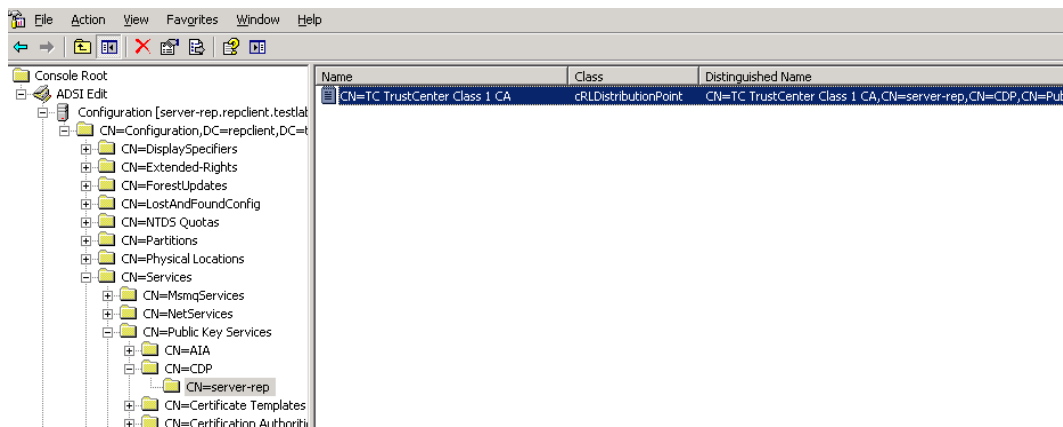 File Action View Favorites Window Help
Console Root
ADSI Edit
Configuration [server-rep.repclient.testlat
CN=Configuration,DC=repclient,DC=t
CN=DisplaySpecifiers
CN=Extended-Rights
CN=ForestUpdates
CN=LostAndFoundConfig
CN=NTDS Quotas
CN=Partitions
CN=Physical Locations
CN=Services
CN=MsmqServices
CN=NetServices
CN=Public Key Services
CN=AIA
CN=CDP
CN=server-rep
CN=Certificate Templates
CN=Certification Authoriti
Name Class Distinguished Name
CN=TC TrustCenter Class 1 CA cRLDistributionPoint CN=TC TrustCenter Class 1 CA,CN=server-rep,CN=CDP,CN=Pub